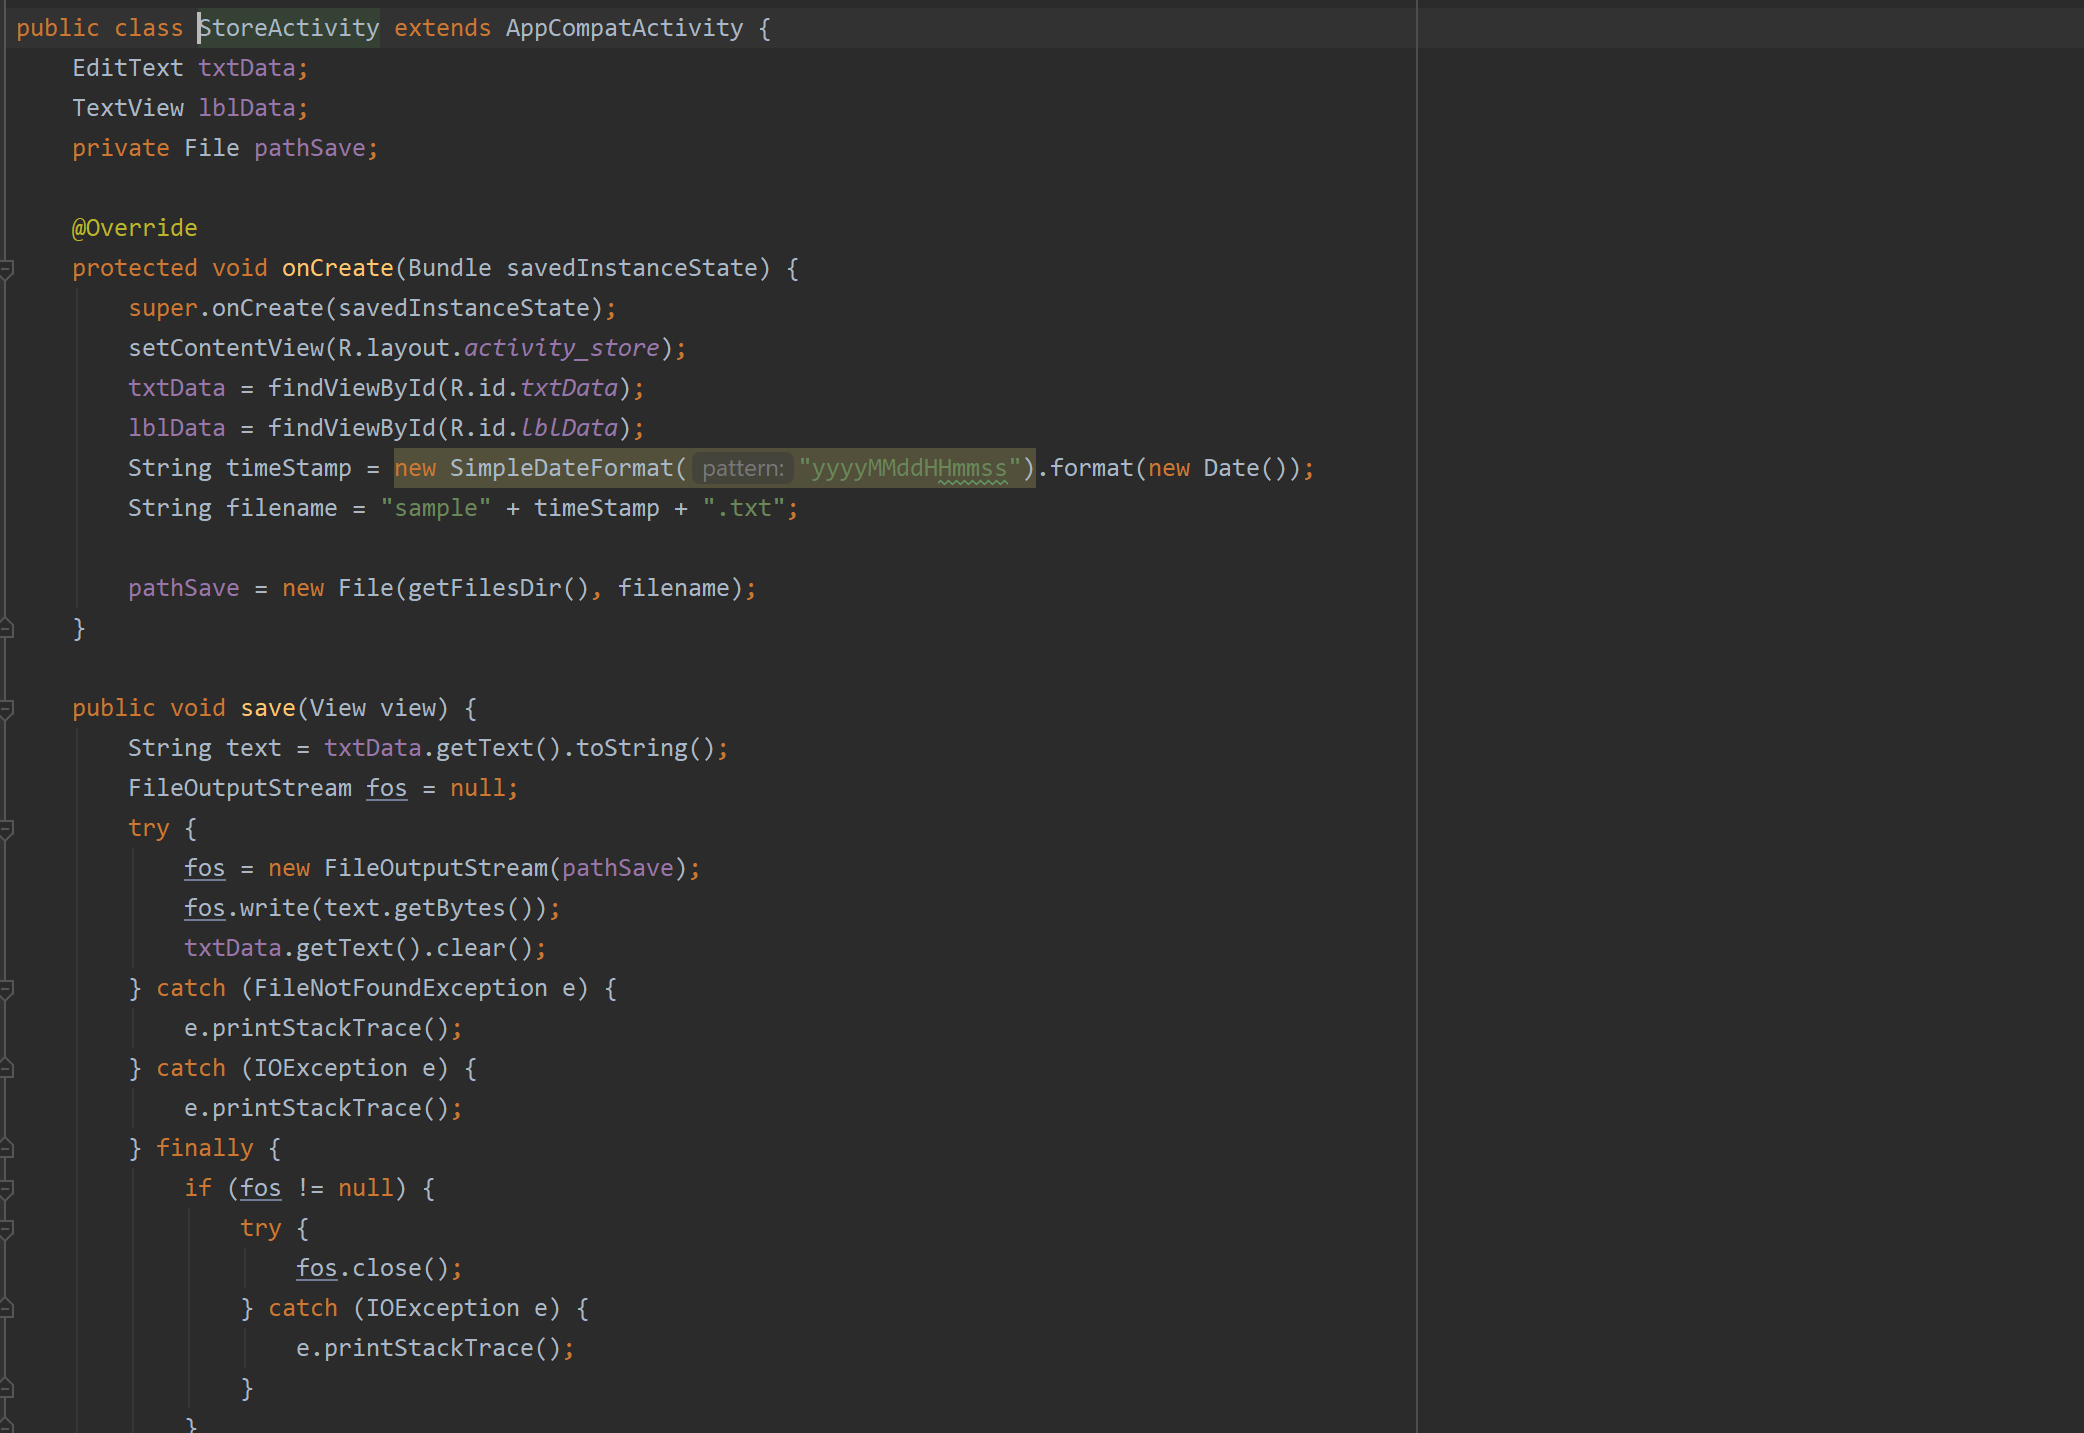 public class StoreActivity extends AppCompatActivity {
EditText txtData;
TextView lblData;
private File pathSave;
@Override
protected void onCreate(Bundle savedInstanceState) {
super.onCreate(savedInstanceState);
setContentView(R.layout.activity_store);
txtData = findViewById(R.id.txtData);
lblData = findViewById(R.id.lblData);
String timeStamp = new SimpleDateFormat( pattern: "yyyyMMddHHmmss").format(new Date());
String filename = "sample" + timeStamp + ".txt";
pathSave = new File(getFilesDir(), filename);
}
public void save(View view) {
String text = txtData.getText().toString();
FileOutputStream fos = null;
try {
fos = new FileOutputStream(pathSave);
fos.write(text.getBytes());
txtData.getText().clear();
} catch (FileNotFoundException e) {
e.printStackTrace();
} catch (IOException e) {
e.printStackTrace();
} finally {
if (fos != null) {
try {
fos.close();
} catch (IOException e) {
e.printStackTrace();
}
}